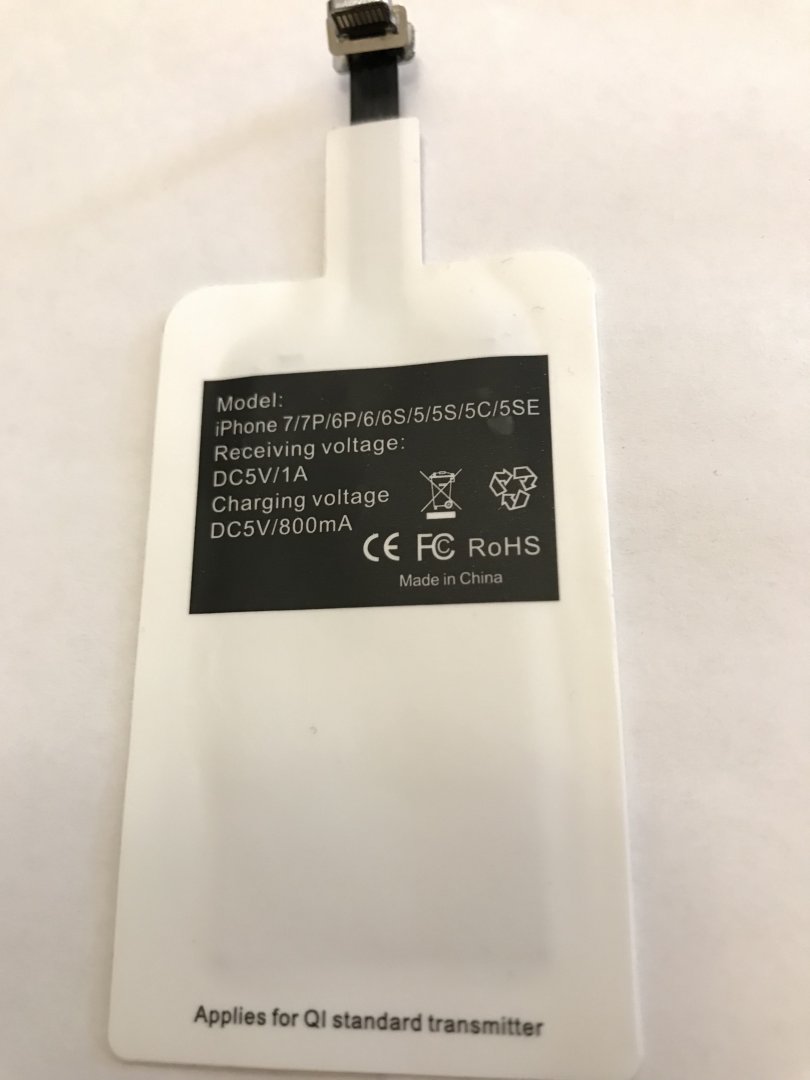 Model:
iPhone 7/7P/6P/6/6S/5/5S/5C/5SE
Receiving voltage:
DC5V/1A
Charging voltage
DC5V/800mA
CE FC RoHS
Made in China
Applies for QI standard transmitter